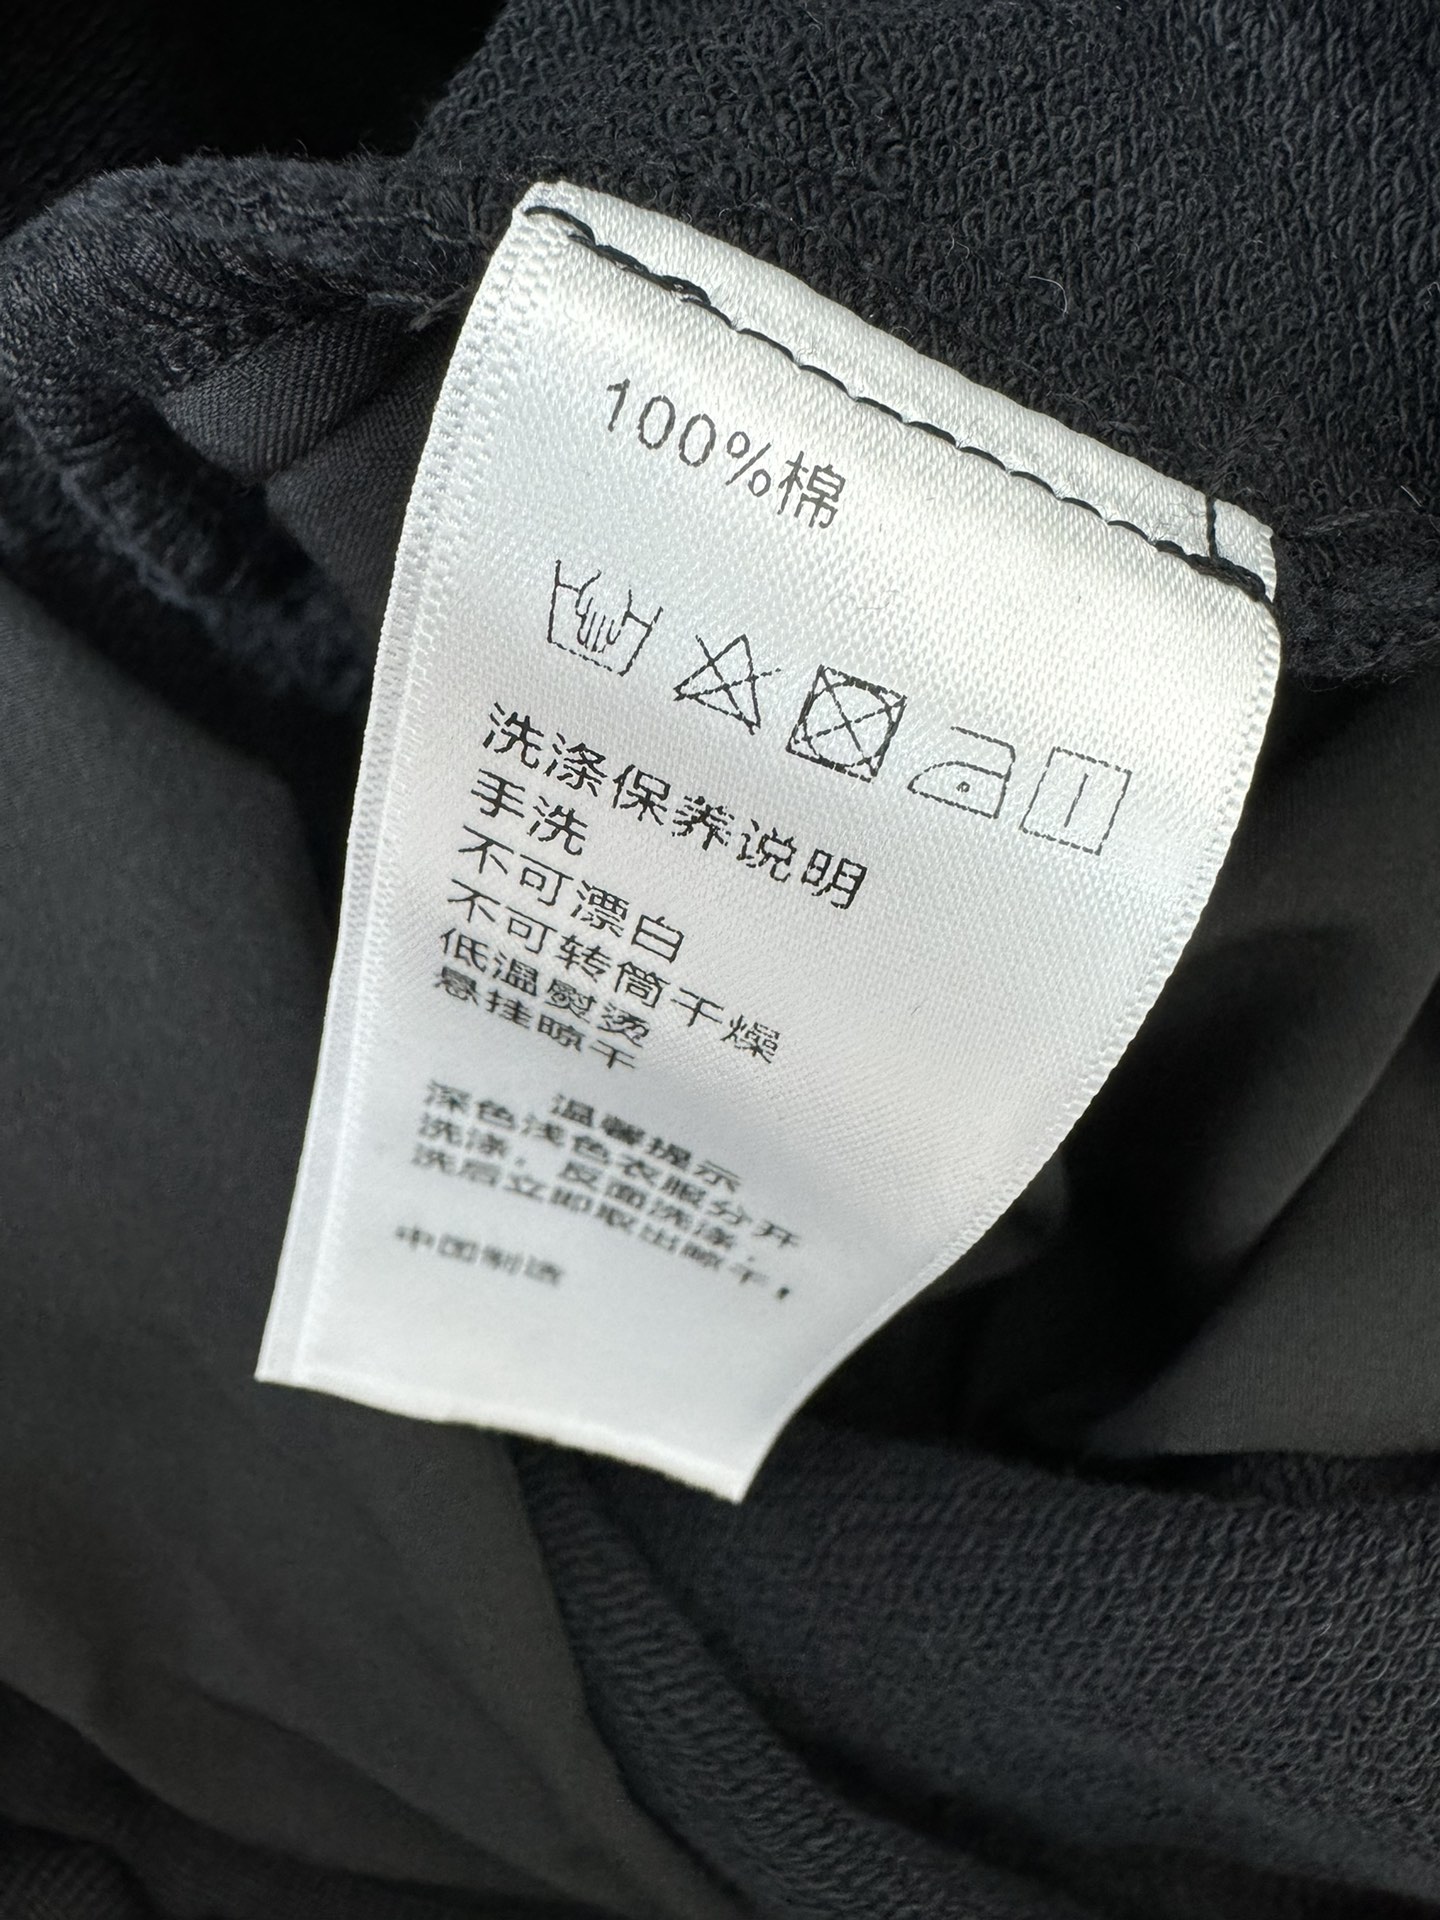 100%棉
洗涤保养说明
手洗
不可漂白
不可转筒干燥
低温熨烫
悬挂晾干
温馨提示
深色浅色衣服分开
洗涤，反面洗涤，
洗后立即取出晾干，
中国制造